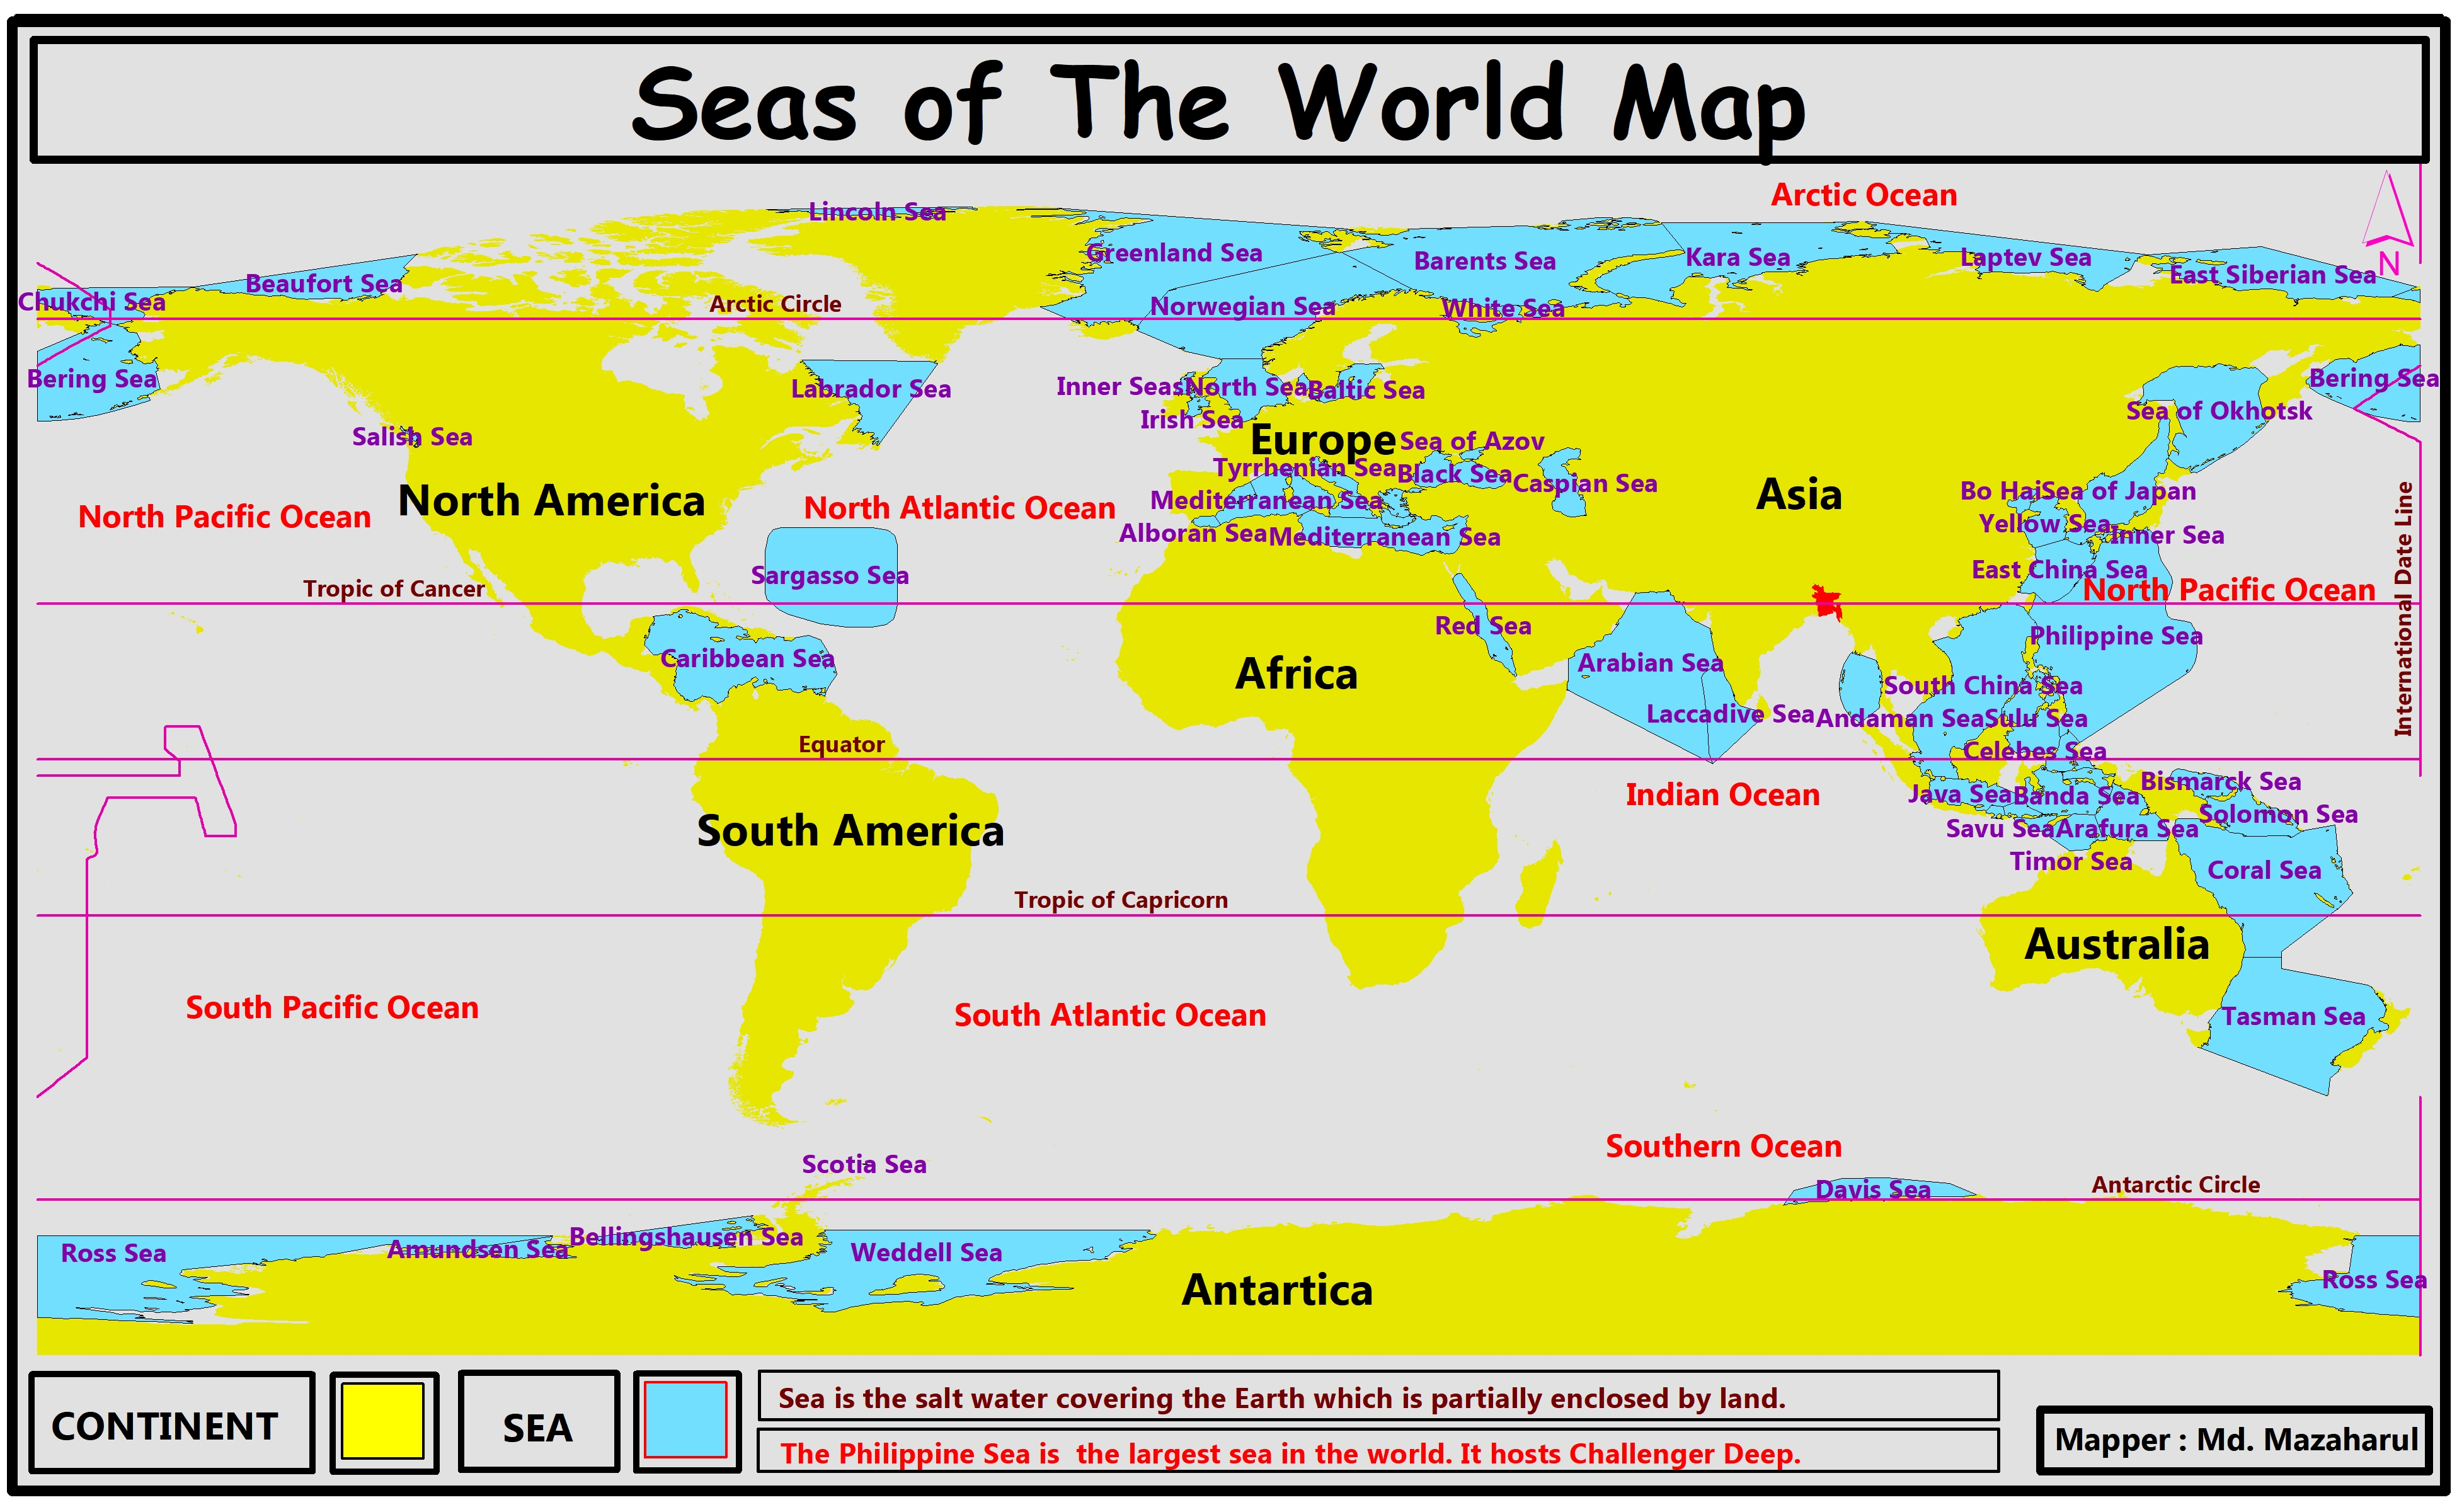 Seas of The World Map
Arctic Ocean
Lincoln Sea
Greenland Sea
Barents Sea
Kara Sea
Laptev Sea
East Siberian Sea
N
Beaufort Sea
Chukchi Sea
Arctic Circle
Norwegian Sea
White Sea
Bering Sea
Labrador Sea
Inner Seas
North Sea
Baltic Sea
Bering Sea
Irish Sea
Sea of Okhotsk
Salish Sea
Europe
Sea of Azov
Tyrrhenian Sea
Black Sea
Caspian Sea
North America
Asia
Bo Hai
Sea of Japan
North Pacific Ocean
North Atlantic Ocean
Mediterranean Sea
Yellow Sea
Alboran Sea
Mediterranean Sea
Inner Sea
International Date Line
Sargasso Sea
East China Sea
Tropic of Cancer
North Pacific Ocean
Red Sea
Philippine Sea
Caribbean Sea
Africa
Arabian Sea
South China Sea
Laccadive Sea
Andaman Sea
Sulu Sea
Equator
Celebes Sea
Indian Ocean
Bismarck Sea
Java Sea
Banda Sea
Solomon Sea
South America
Savu Sea
Arafura Sea
Timor Sea
Coral Sea
Tropic of Capricorn
Australia
South Pacific Ocean
South Atlantic Ocean
Tasman Sea
Southern Ocean
Scotia Sea
Davis Sea
Antarctic Circle
Ross Sea
Amundsen Sea
Bellingshausen Sea
Weddell Sea
Antartica
Ross Sea
CONTINENT
SEA
Sea is the salt water covering the Earth which is partially enclosed by land.
The Philippine Sea is  the largest sea in the world. It hosts Challenger Deep.
Mapper : Md. Mazaharul